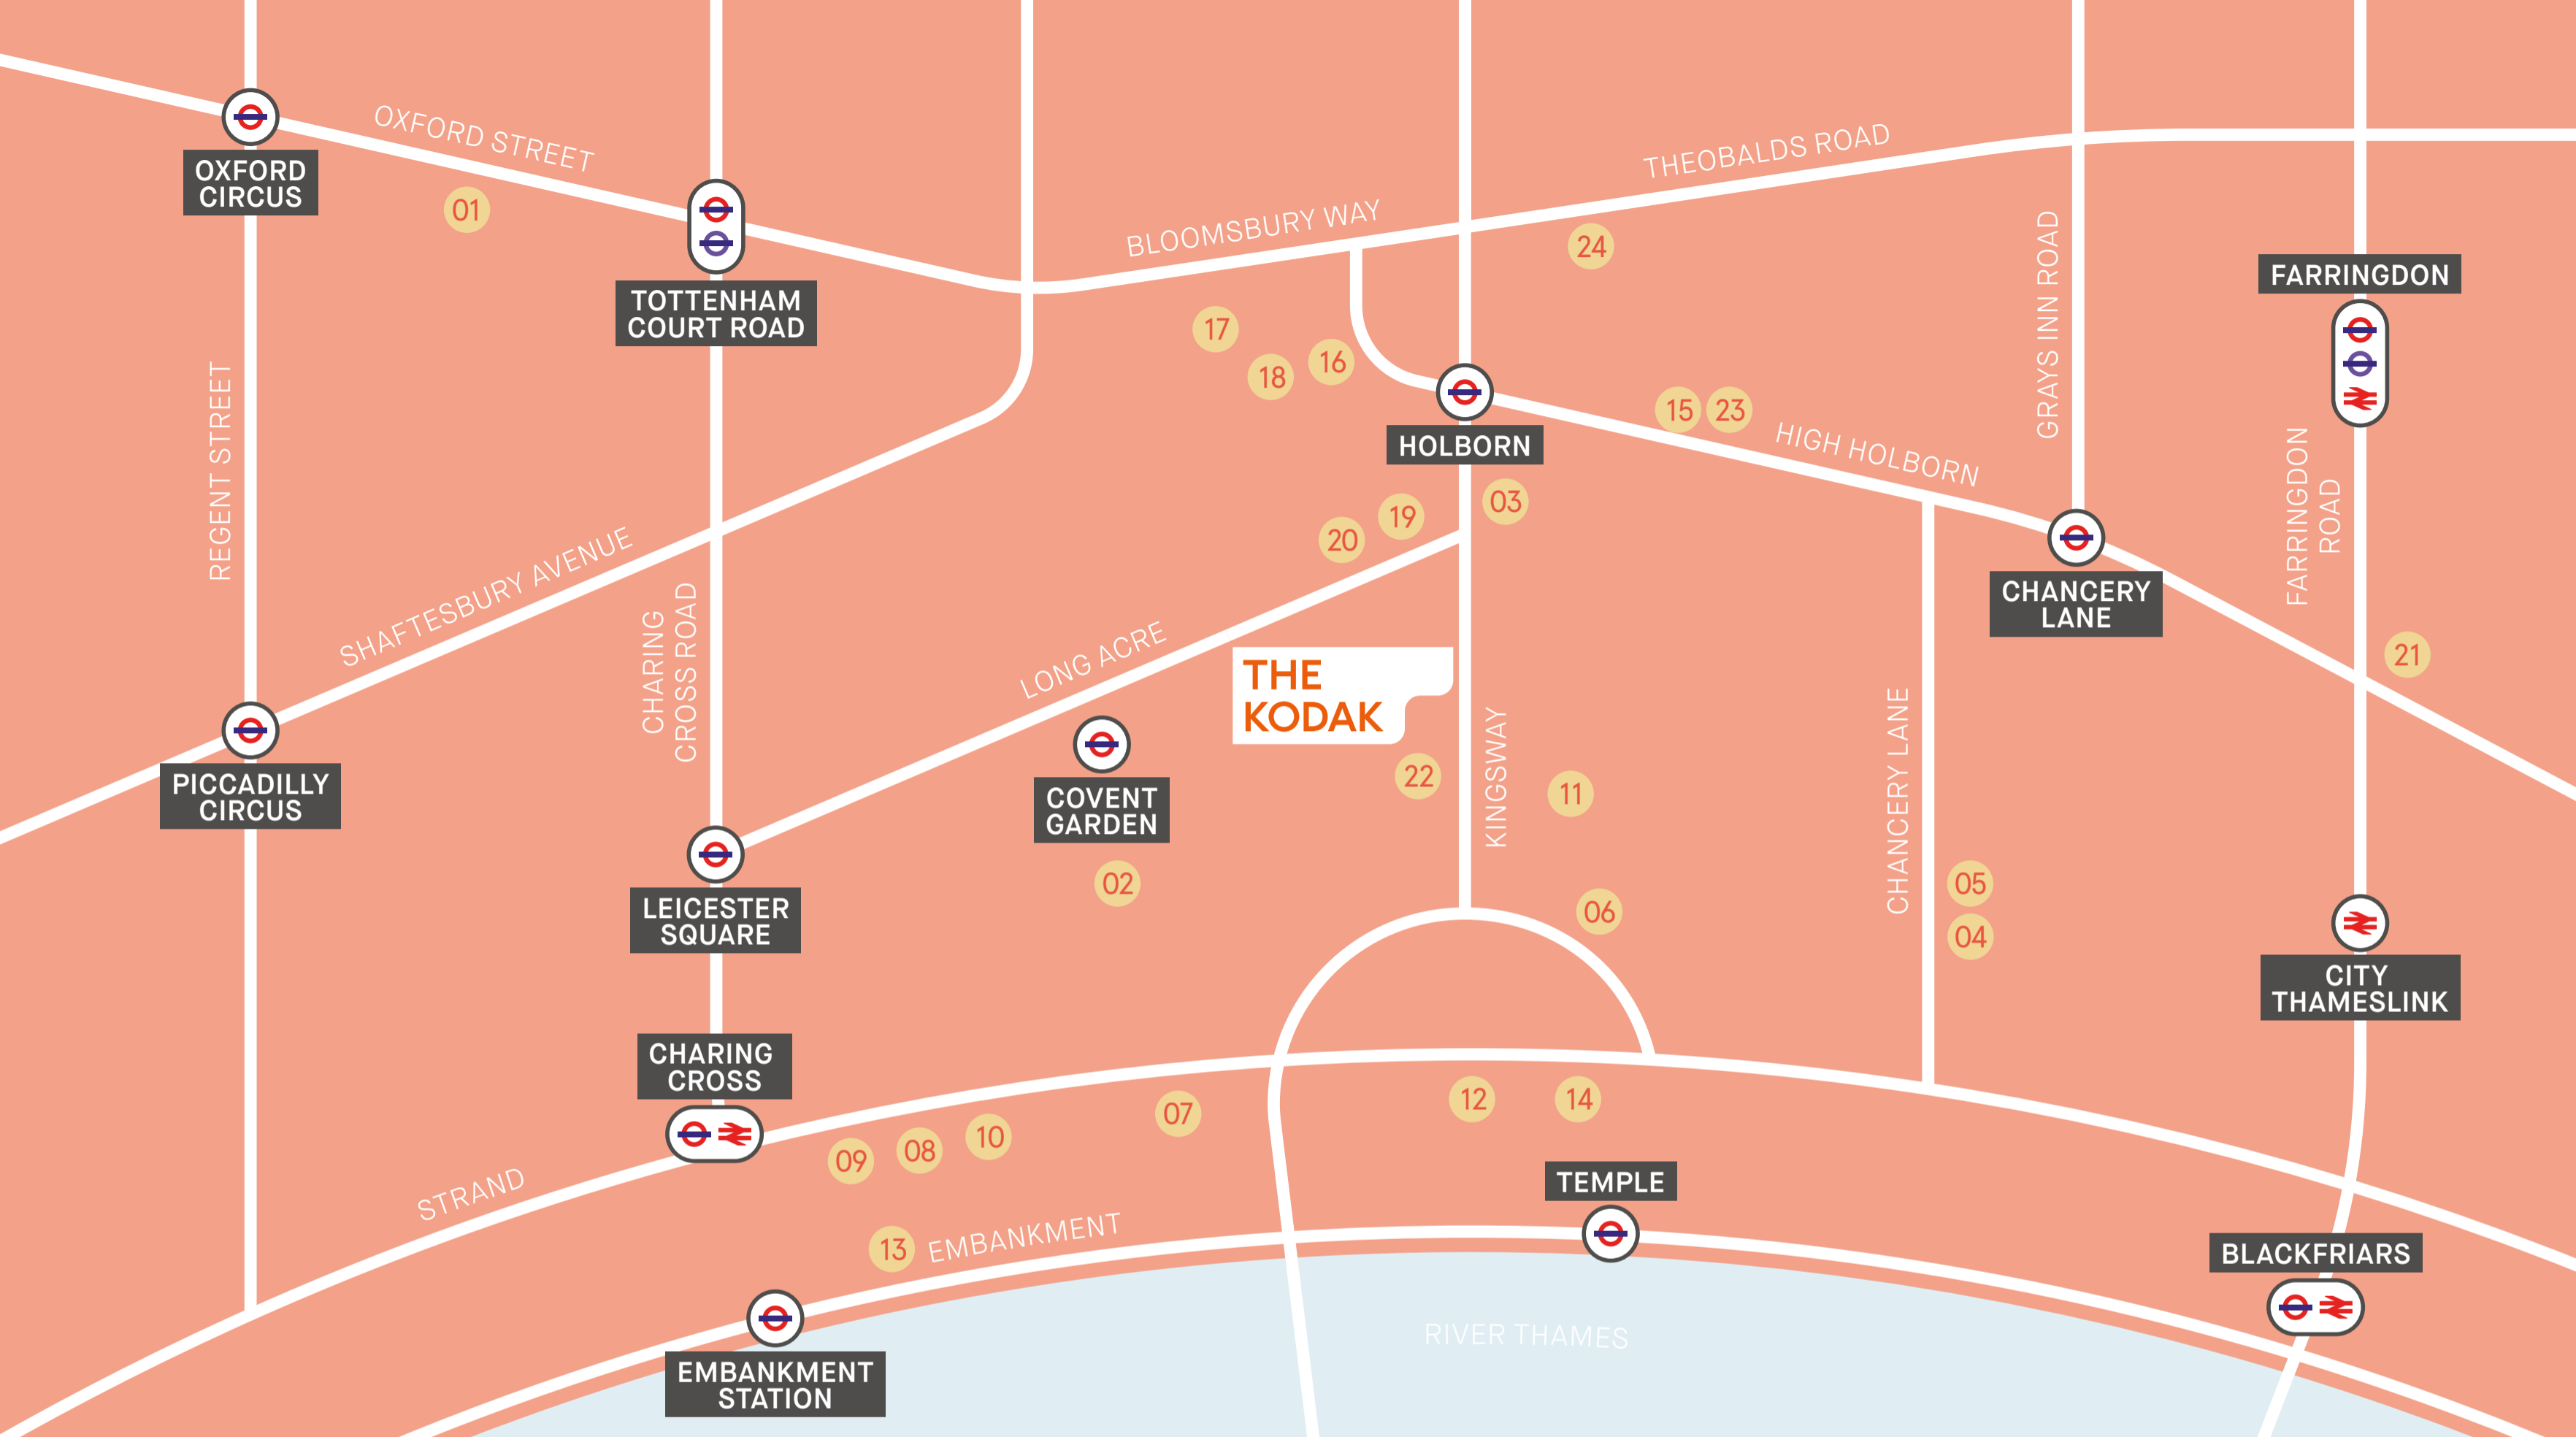 OXFORD STREET
OXFORD
CIRCUS
01
TOTTENHAM
COURT ROAD
BLOOMSBURY WAY
THEOBALDS ROAD
24
GRAYS INN ROAD
FARRINGDON
17
18
16
HOLBORN
15
23
HIGH HOLBORN
FARRINGDON
ROAD
REGENT STREET
SHAFTESBURY AVENUE
CHARING
CROSS ROAD
LONG ACRE
20
19
03
CHANCERY
LANE
21
THE
KODAK
PICCADILLY
CIRCUS
COVENT
GARDEN
22
KINGSWAY
11
CHANCERY LANE
02
LEICESTER
SQUARE
06
05
04
CITY
THAMESLINK
CHARING
CROSS
09
08
10
07
12
14
STRAND
13
EMBANKMENT
TEMPLE
BLACKFRIARS
RIVER THAMES
EMBANKMENT
STATION